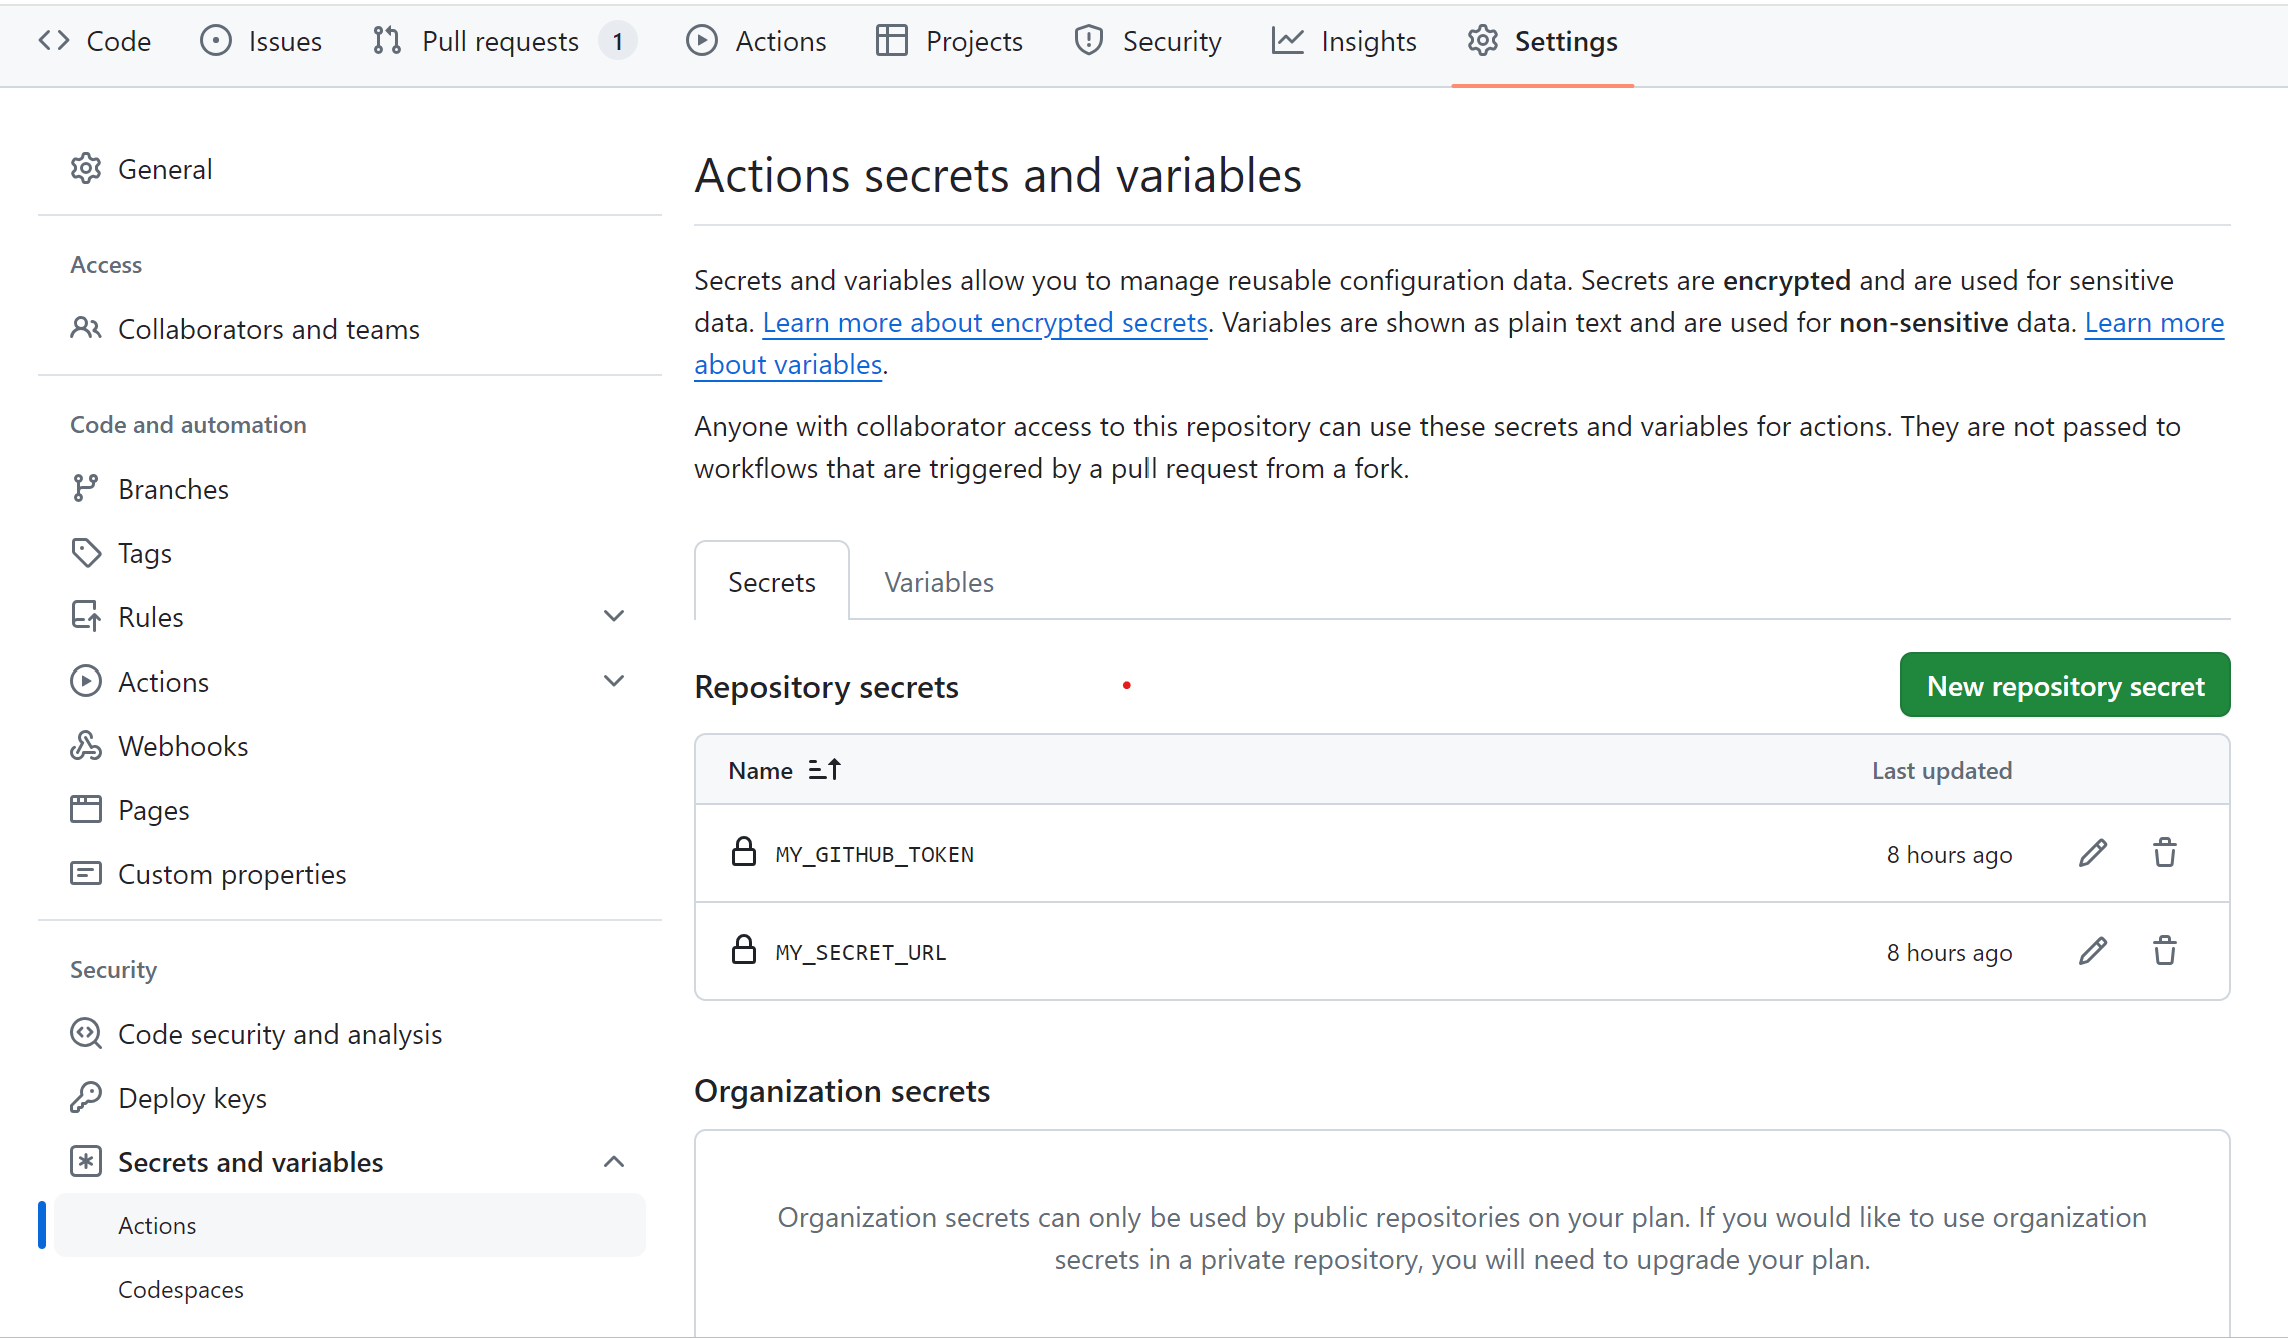 Code Issues Pull requests 1 Actions Projects Security Insights Settings
General
Access
Collaborators and teams
Code and automation
Branches
Tags
Rules
Actions
Webhooks
Pages
Custom properties
Security
Code security and analysis
Deploy keys
Secrets and variables
Actions
Codespaces
Actions secrets and variables
Secrets and variables allow you to manage reusable configuration data. Secrets are encrypted and are used for sensitive
data. Learn more about encrypted secrets. Variables are shown as plain text and are used for non-sensitive data. Learn more
about variables.
Anyone with collaborator access to this repository can use these secrets and variables for actions. They are not passed to
workflows that are triggered by a pull request from a fork.
Secrets Variables
Repository secrets New repository secret
Name Last updated
MY_GITHUB_TOKEN 8 hours ago
MY_SECRET_URL 8 hours ago
Organization secrets
Organization secrets can only be used by public repositories on your plan. If you would like to use organization
secrets in a private repository, you will need to upgrade your plan.